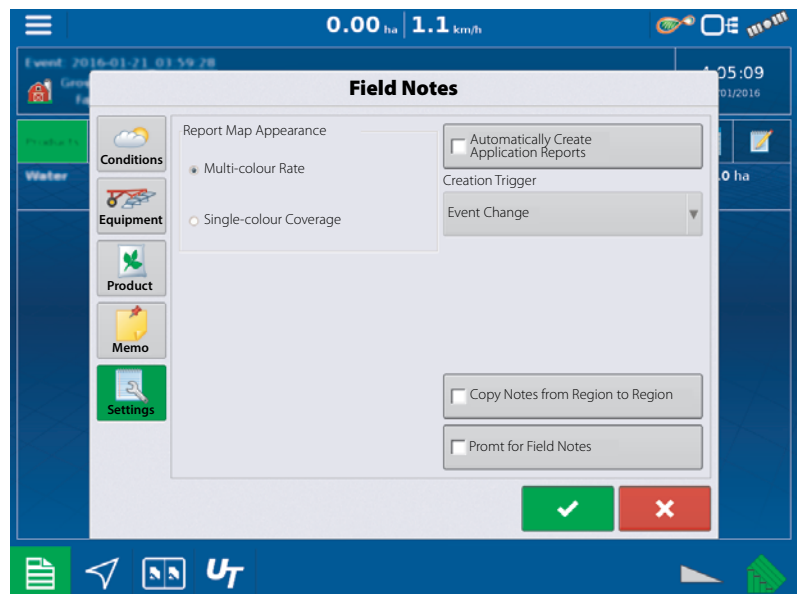 0.00 ha 1.1 km/h
Event: 2016-01-21_03:59:28
05:09
01/2016
Field Notes
Products
Water
.0 ha
Conditions
Equipment
Product
Memo
Settings
Report Map Appearance
Multi-colour Rate
Single-colour Coverage
Automatically Create
Application Reports
Creation Trigger
Event Change
Copy Notes from Region to Region
Promt for Field Notes
UT